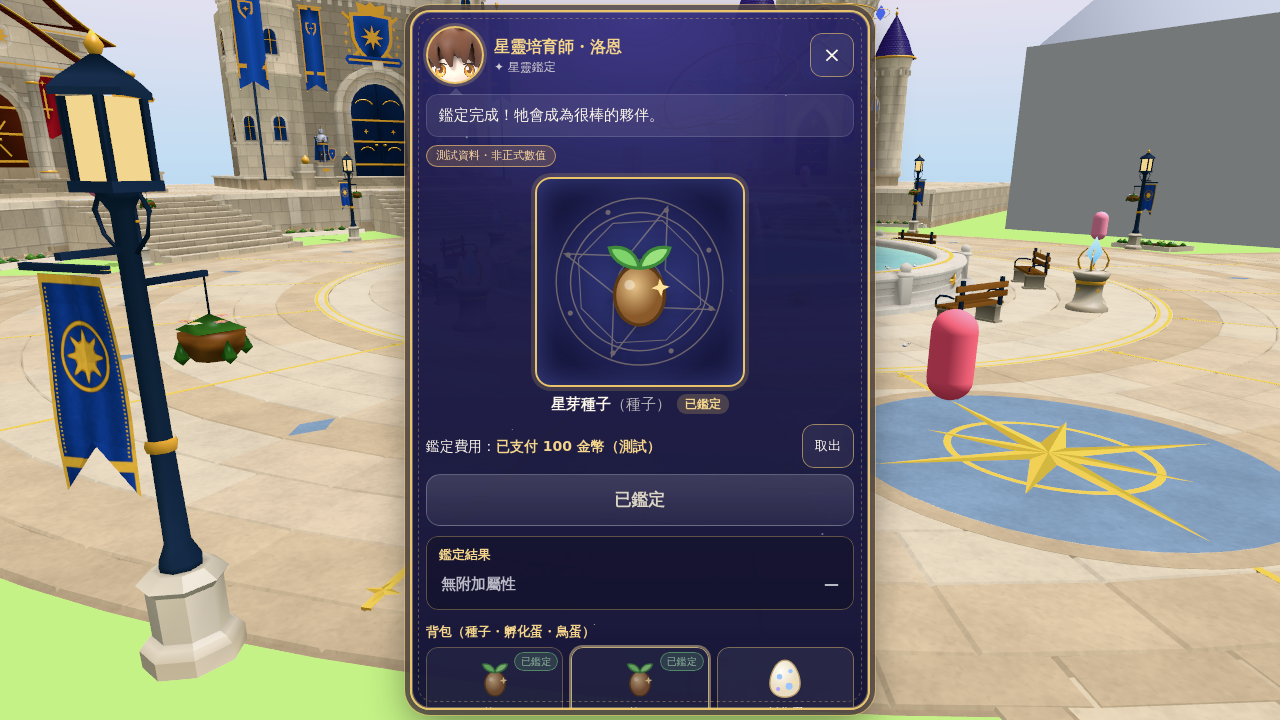 星靈培育師・洛恩
✦ 星靈鑑定
鑑定完成！牠會成為很棒的夥伴。
測試資料・非正式數值
星芽種子（種子） 已鑑定
鑑定費用：已支付 100 金幣（測試）
取出
已鑑定
鑑定結果
無附加屬性 —
背包（種子・孵化蛋・鳥蛋）
已鑑定
已鑑定